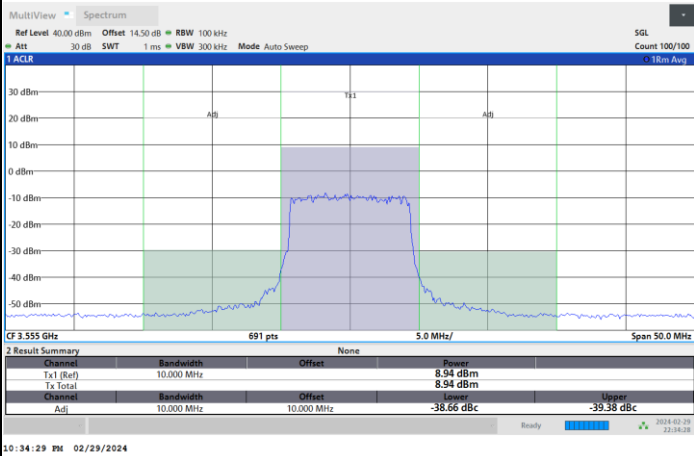 MultiView Spectrum
Ref Level 40.00 dBm Offset 14.50 dB RBW 100 kHz SGL
Att 30 dB SWT 1 ms VBW 300 kHz Mode Auto Sweep Count 100/100
1 ACLR 1Rm Avg
30 dBm
Tx1
20 dBm
Adj Adj
10 dBm
0 dBm
-10 dBm
-20 dBm
-30 dBm
-40 dBm
-50 dBm
CF 3.555 GHz 691 pts 5.0 MHz/ Span 50.0 MHz
2 Result Summary None
Channel Bandwidth Offset Power
Tx1 (Ref) 10.000 MHz 8.94 dBm
Tx Total 8.94 dBm
Channel Bandwidth Offset Lower Upper
Adj 10.000 MHz 10.000 MHz -38.66 dBc -39.38 dBc
Ready 2024-02-29
22:34:28
10:34:29 PM 02/29/2024